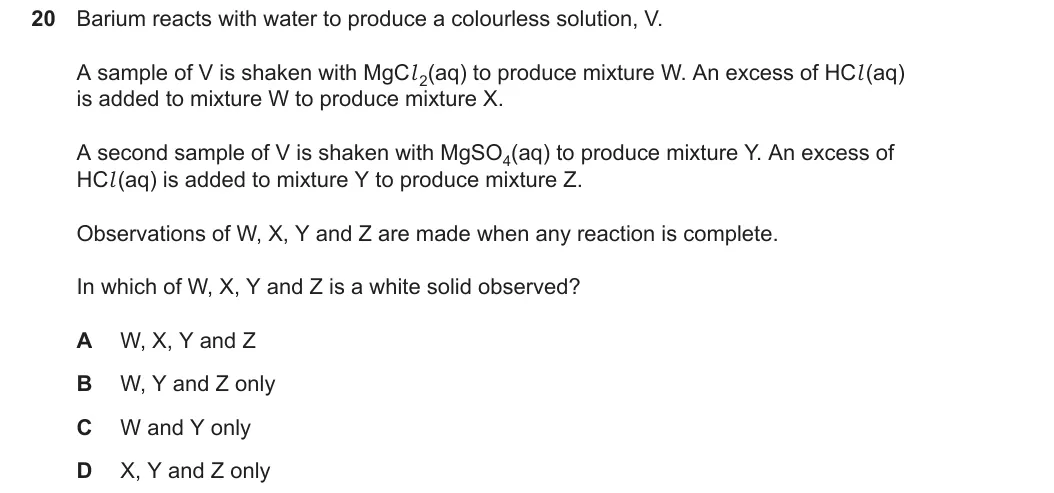 20 Barium reacts with water to produce a colourless solution, V.
A sample of V is shaken with MgCl₂(aq) to produce mixture W. An excess of HCl(aq)
is added to mixture W to produce mixture X.
A second sample of V is shaken with MgSO₄(aq) to produce mixture Y. An excess of
HCl(aq) is added to mixture Y to produce mixture Z.
Observations of W, X, Y and Z are made when any reaction is complete.
In which of W, X, Y and Z is a white solid observed?
A W, X, Y and Z
B W, Y and Z only
C W and Y only
D X, Y and Z only